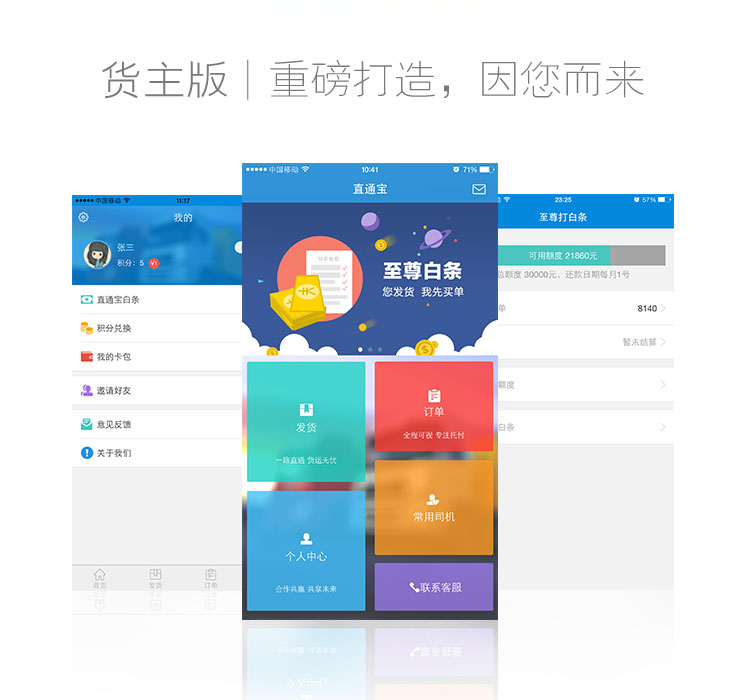 货主版|重磅打造，因您而来
中国移动
11:17
我的
张三
积分：5
V1
直通宝白条
积分兑换
我的卡包
邀请好友
意见反馈
关于我们
首页
发货
订单
中国移动
10:41
71%
直通宝
至尊白条
您发货 我先买单
发货
一路直通 货运无忧
订单
全程可视 专注托付
常用司机
个人中心
合作共赢 共享未来
联系客服
23:25
57%
至尊打白条
可用额度 21860元
总额度 30000元，还款日期每月1号
单
8140
暂未结算
额度
白条